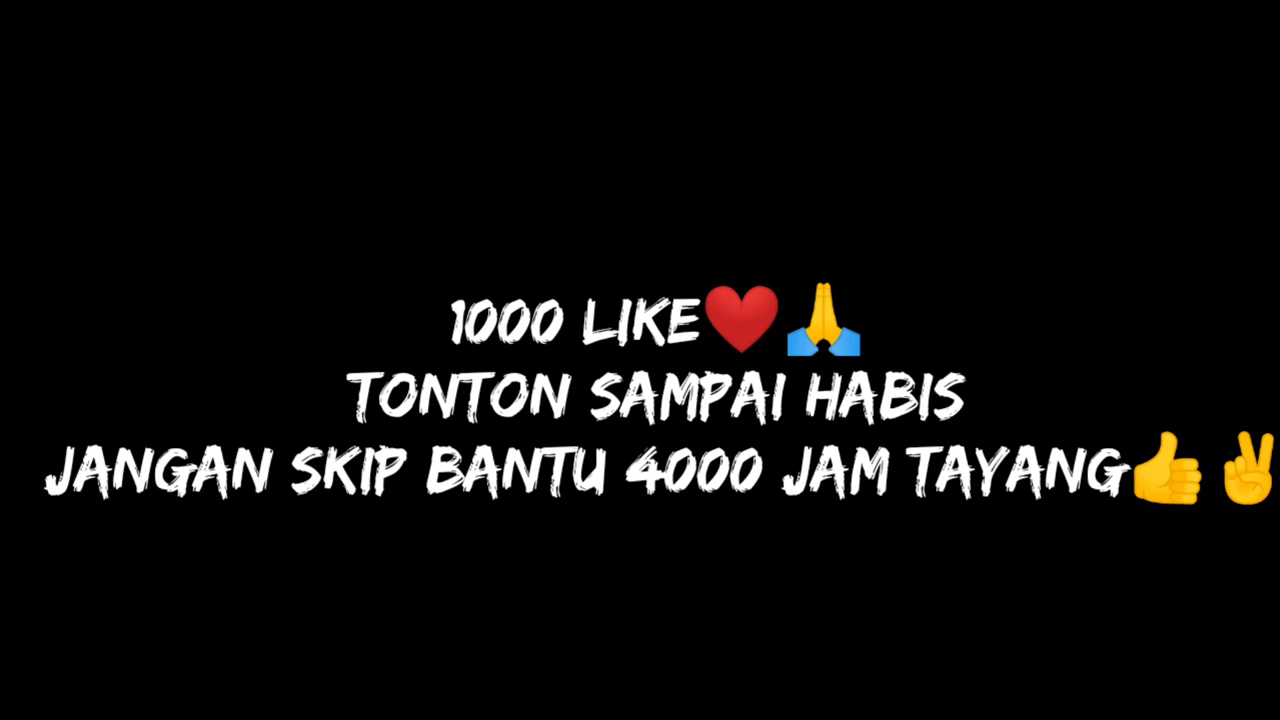 1000 LIKE❤️🙏
TONTON SAMPAI HABIS
JANGAN SKIP BANTU 4000 JAM TAYANG👍✌️